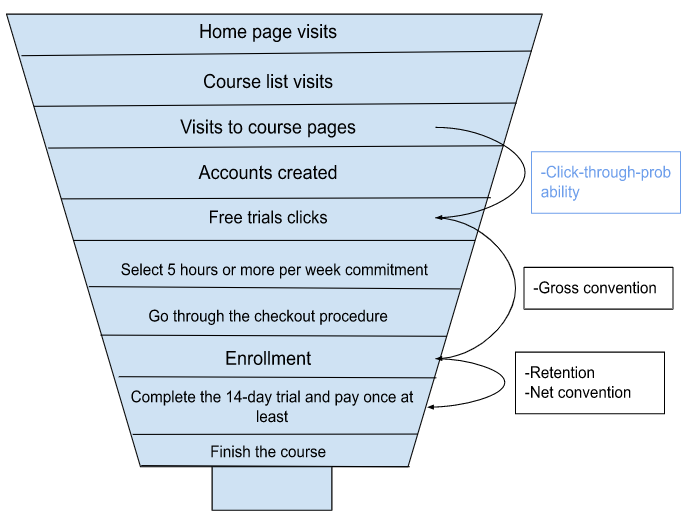 Home page visits
Course list visits
Visits to course pages
-Click-through-prob
ability
Accounts created
Free trials clicks
Select 5 hours or more per week commitment
-Gross convention
Go through the checkout procedure
Enrollment
-Retention
-Net convention
Complete the 14-day trial and pay once at
least
Finish the course